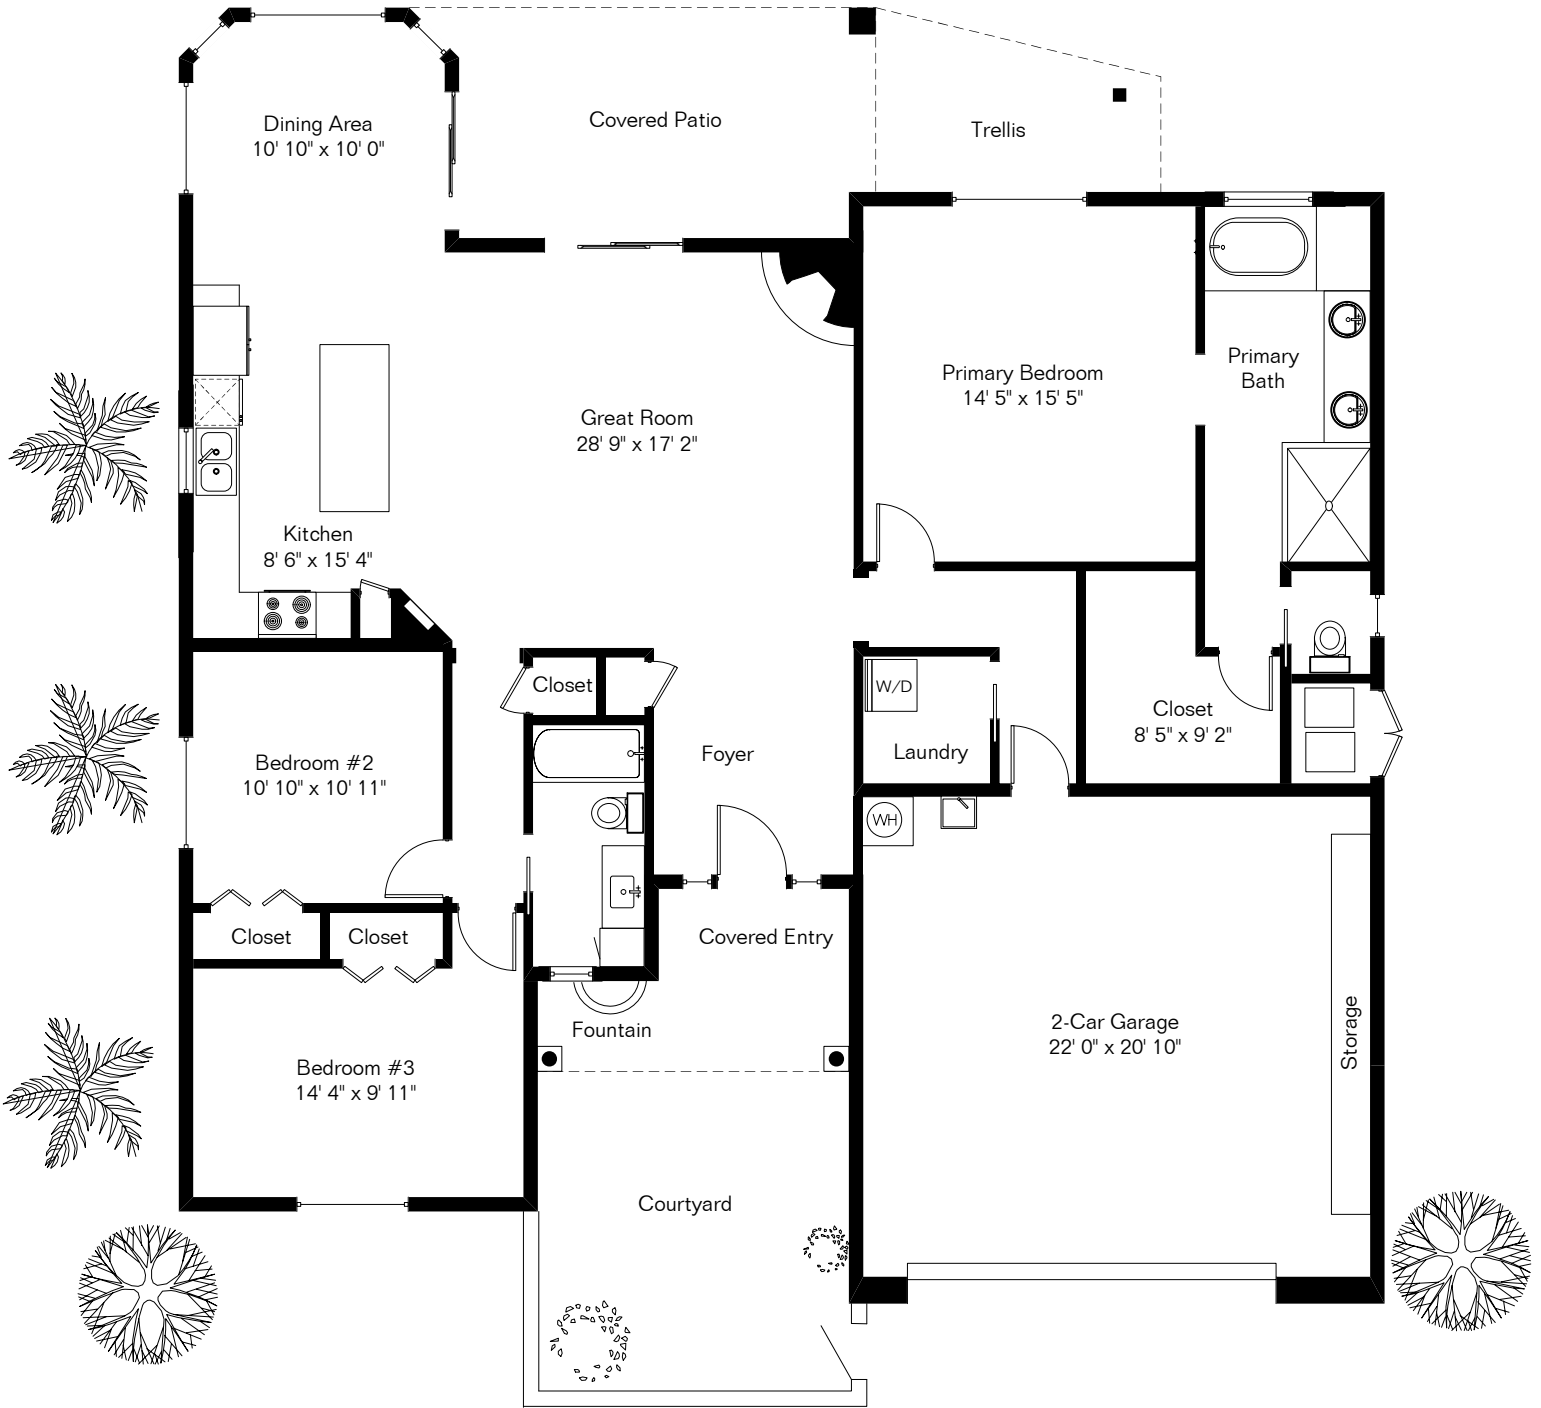 Dining Area
10' 10" x 10' 0"
Covered Patio
Trellis
Primary Bedroom
14' 5" x 15' 5"
Primary
Bath
Great Room
28' 9" x 17' 2"
Kitchen
8' 6" x 15' 4"
Closet
W/D
Laundry
Closet
8' 5" x 9' 2"
Foyer
Bedroom #2
10' 10" x 10' 11"
WH
Closet
Closet
Covered Entry
Fountain
2-Car Garage
22' 0" x 20' 10"
Storage
Bedroom #3
14' 4" x 9' 11"
Courtyard